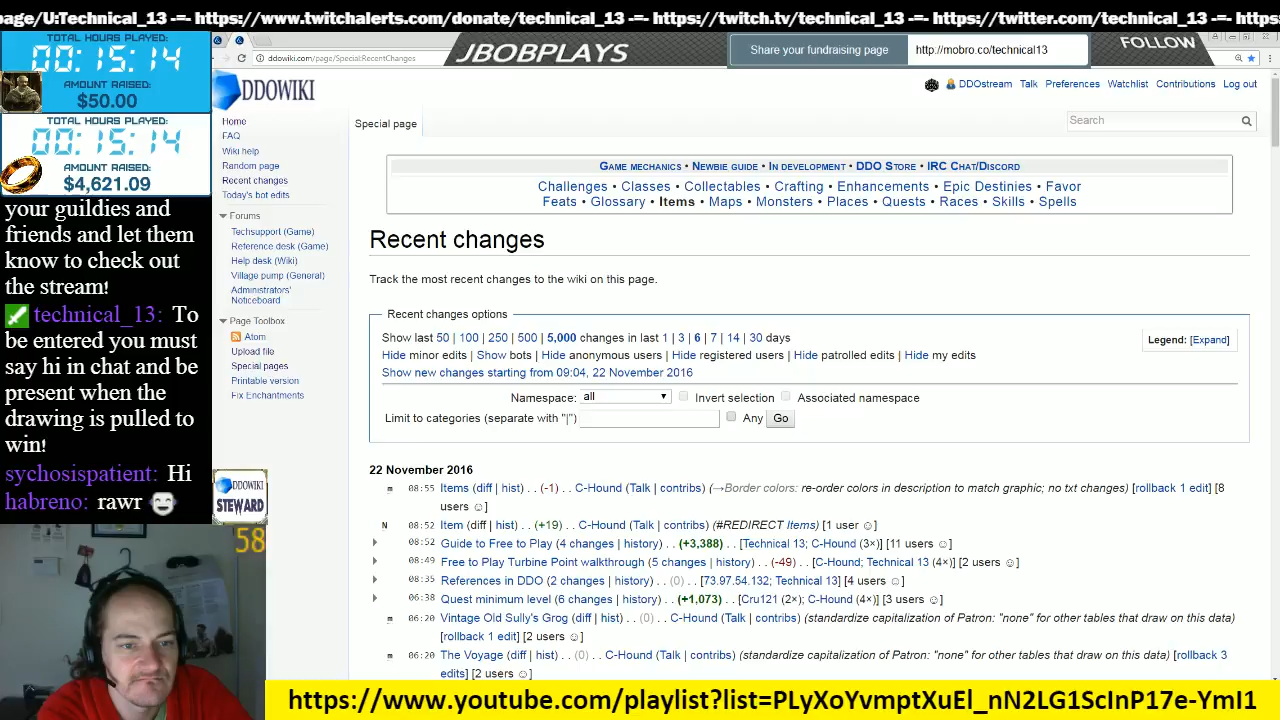 page/U:Technical_13 -=- https://www.twitchalerts.com/donate/technical_13 -=- https://twitch.tv/technical_13 -=- https://twitter.com/technical_13 -=- https
TOTAL HOURS PLAYED:
00:15:14
AMOUNT RAISED:
$50.00
TOTAL HOURS PLAYED:
00:15:14
AMOUNT RAISED:
$4,621.09
your guildies and
friends and let them
know to check out
the stream!
technical_13: To
be entered you must
say hi in chat and be
present when the
drawing is pulled to
win!
sychosispatient: Hi
habreno: rawr
58
ddowiki.com/page/Special:RecentChanges
JBOBPLAYS
Share your fundraising page
http://mobro.co/technical13
FOLLOW
DDOWIKI
DDOstream Talk Preferences Watchlist Contributions Log out
Home
FAQ
Wiki help
Random page
Recent changes
Today's bot edits
Forums
Techsupport (Game)
Reference desk (Game)
Help desk (Wiki)
Village pump (General)
Administrators'
Noticeboard
Page Toolbox
Atom
Upload file
Special pages
Printable version
Fix Enchantments
DDOWIKI
STEWARD
Special page
Search
Game mechanics • Newbie guide • In development • DDO Store • IRC Chat/Discord
Challenges • Classes • Collectables • Crafting • Enhancements • Epic Destinies • Favor
Feats • Glossary • Items • Maps • Monsters • Places • Quests • Races • Skills • Spells
Recent changes
Track the most recent changes to the wiki on this page.
Recent changes options
Show last 50 | 100 | 250 | 500 | 5,000 changes in last 1 | 3 | 6 | 7 | 14 | 30 days
Legend: [Expand]
Hide minor edits | Show bots | Hide anonymous users | Hide registered users | Hide patrolled edits | Hide my edits
Show new changes starting from 09:04, 22 November 2016
Namespace: all Invert selection Associated namespace
Limit to categories (separate with "|") Any Go
22 November 2016
m 08:55 Items (diff | hist) . . (-1) . . C-Hound (Talk | contribs) (→Border colors: re-order colors in description to match graphic; no txt changes) [rollback 1 edit] [8
users ☺]
N 08:52 Item (diff | hist) . . (+19) . . C-Hound (Talk | contribs) (#REDIRECT Items) [1 user ☺]
08:52 Guide to Free to Play (4 changes | history) . . (+3,388) . . [Technical 13; C-Hound (3×)] [11 users ☺]
08:49 Free to Play Turbine Point walkthrough (5 changes | history) . . (-49) . . [C-Hound; Technical 13 (4×)] [2 users ☺]
08:35 References in DDO (2 changes | history) . . (0) . . [73.97.54.132; Technical 13] [4 users ☺]
06:38 Quest minimum level (6 changes | history) . . (+1,073) . . [Cru121 (2×); C-Hound (4×)] [3 users ☺]
m 06:20 Vintage Old Sully's Grog (diff | hist) . . (0) . . C-Hound (Talk | contribs) (standardize capitalization of Patron: "none" for other tables that draw on this data)
[rollback 1 edit] [2 users ☺]
m 06:20 The Voyage (diff | hist) . . (0) . . C-Hound (Talk | contribs) (standardize capitalization of Patron: "none" for other tables that draw on this data) [rollback 3
edits] [2 users ☺]
https://www.youtube.com/playlist?list=PLyXoYvmptXuEl_nN2LG1ScInP17e-YmI1